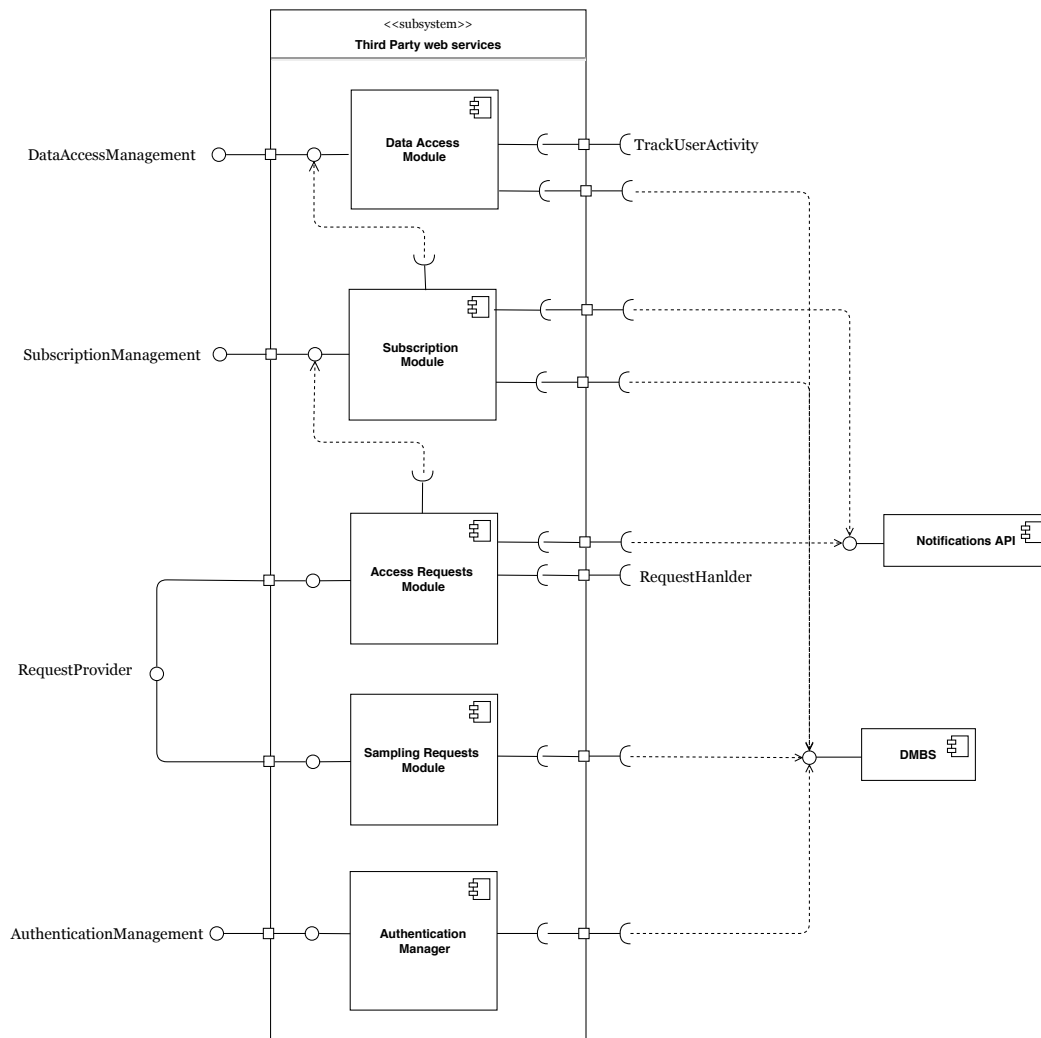 <<subsystem>>
Third Party web services
Data Access
Module
DataAccessManagement
TrackUserActivity
Subscription
Module
SubscriptionManagement
Notifications API
Access Requests
Module
RequestHanlder
RequestProvider
Sampling Requests
Module
DMBS
Authentication
Manager
AuthenticationManagement